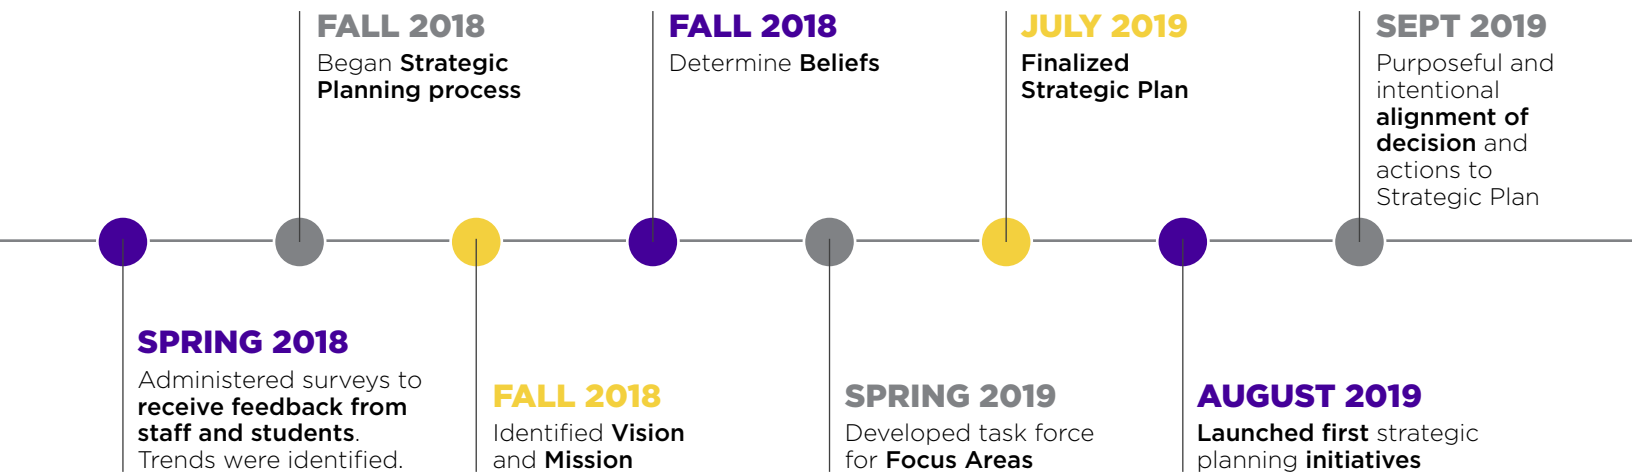 FALL 2018
Began Strategic
Planning process
FALL 2018
Determine Beliefs
JULY 2019
Finalized
Strategic Plan
SEPT 2019
Purposeful and
intentional
alignment of
decision and
actions to
Strategic Plan
SPRING 2018
Administered surveys to
receive feedback from
staff and students.
Trends were identified.
FALL 2018
Identified Vision
and Mission
SPRING 2019
Developed task force
for Focus Areas
AUGUST 2019
Launched first strategic
planning initiatives